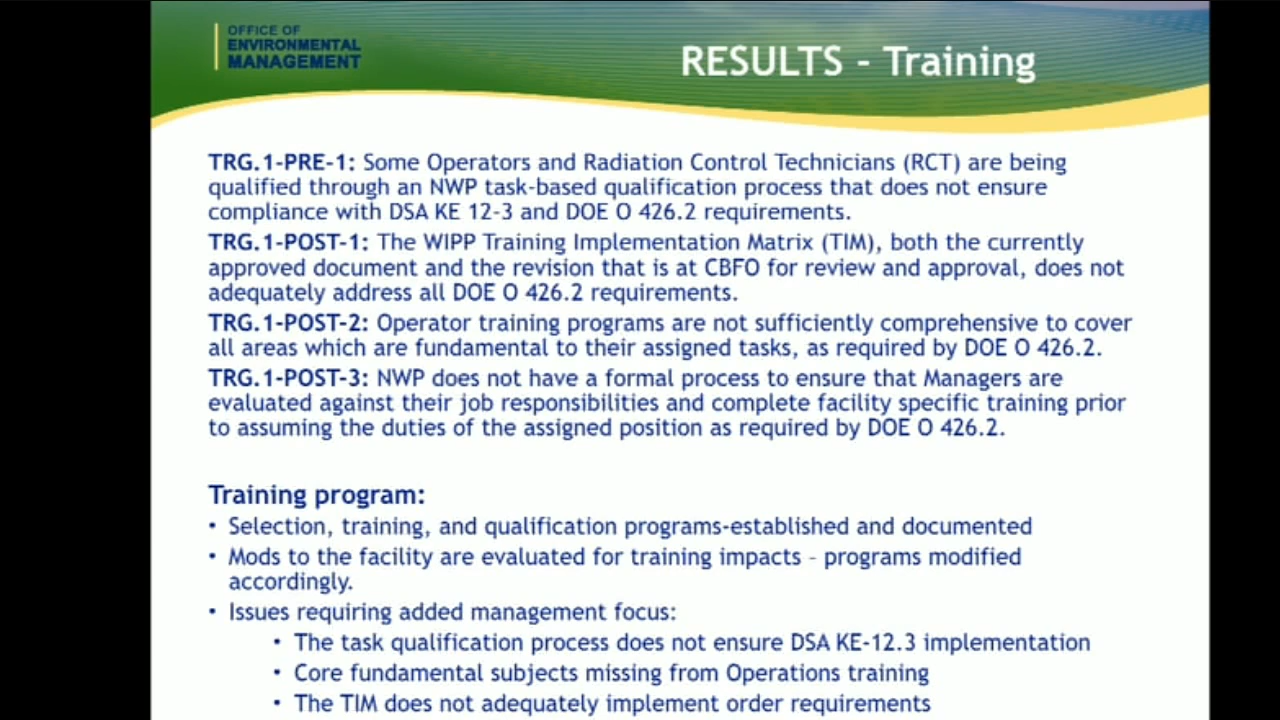 OFFICE OF
ENVIRONMENTAL
MANAGEMENT
RESULTS - Training
TRG.1-PRE-1: Some Operators and Radiation Control Technicians (RCT) are being
qualified through an NWP task-based qualification process that does not ensure
compliance with DSA KE 12-3 and DOE O 426.2 requirements.
TRG.1-POST-1: The WIPP Training Implementation Matrix (TIM), both the currently
approved document and the revision that is at CBFO for review and approval, does not
adequately address all DOE O 426.2 requirements.
TRG.1-POST-2: Operator training programs are not sufficiently comprehensive to cover
all areas which are fundamental to their assigned tasks, as required by DOE O 426.2.
TRG.1-POST-3: NWP does not have a formal process to ensure that Managers are
evaluated against their job responsibilities and complete facility specific training prior
to assuming the duties of the assigned position as required by DOE O 426.2.
Training program:
• Selection, training, and qualification programs-established and documented
• Mods to the facility are evaluated for training impacts – programs modified
accordingly.
• Issues requiring added management focus:
• The task qualification process does not ensure DSA KE-12.3 implementation
• Core fundamental subjects missing from Operations training
• The TIM does not adequately implement order requirements